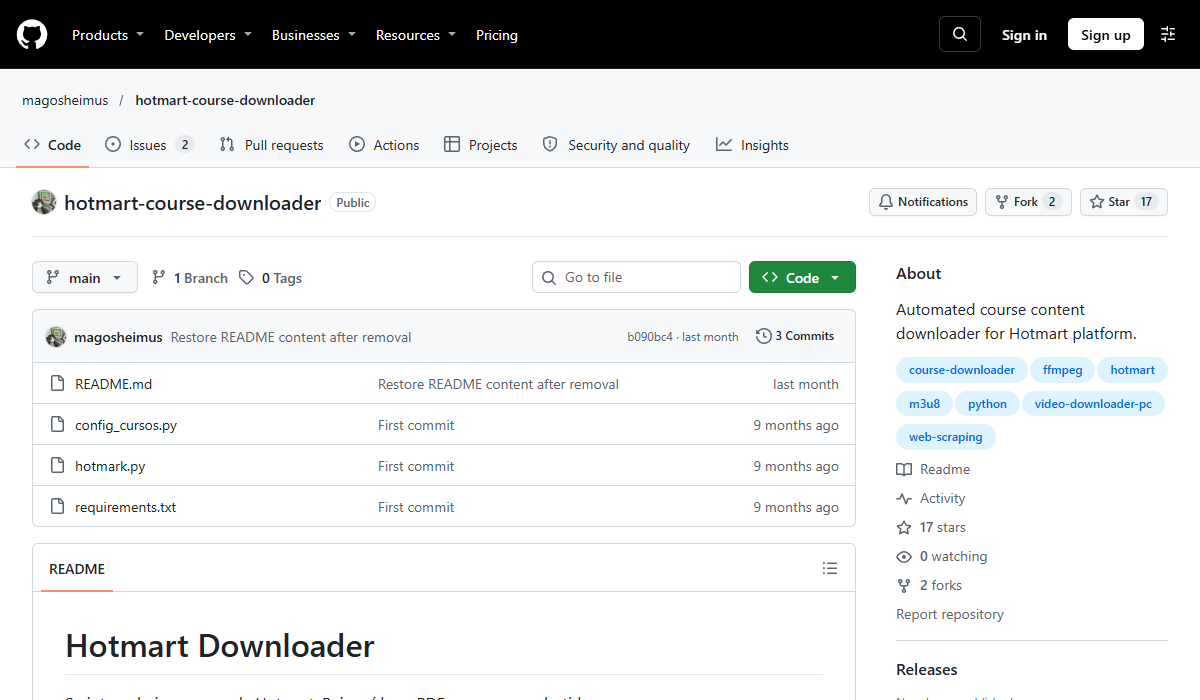 Products Developers Businesses Resources Pricing Sign in Sign up
magosheimus / hotmart-course-downloader
Code Issues 2 Pull requests Actions Projects Security and quality Insights
hotmart-course-downloader Public Notifications Fork 2 Star 17
main 1 Branch 0 Tags Go to file Code
magosheimus Restore README content after removal b090bc4 · last month 3 Commits
README.md Restore README content after removal last month
config_cursos.py First commit 9 months ago
hotmark.py First commit 9 months ago
requirements.txt First commit 9 months ago
README
Hotmart Downloader
About
Automated course content
downloader for Hotmart platform.
course-downloader ffmpeg hotmart
m3u8 python video-downloader-pc
web-scraping
Readme
Activity
17 stars
0 watching
2 forks
Report repository
Releases